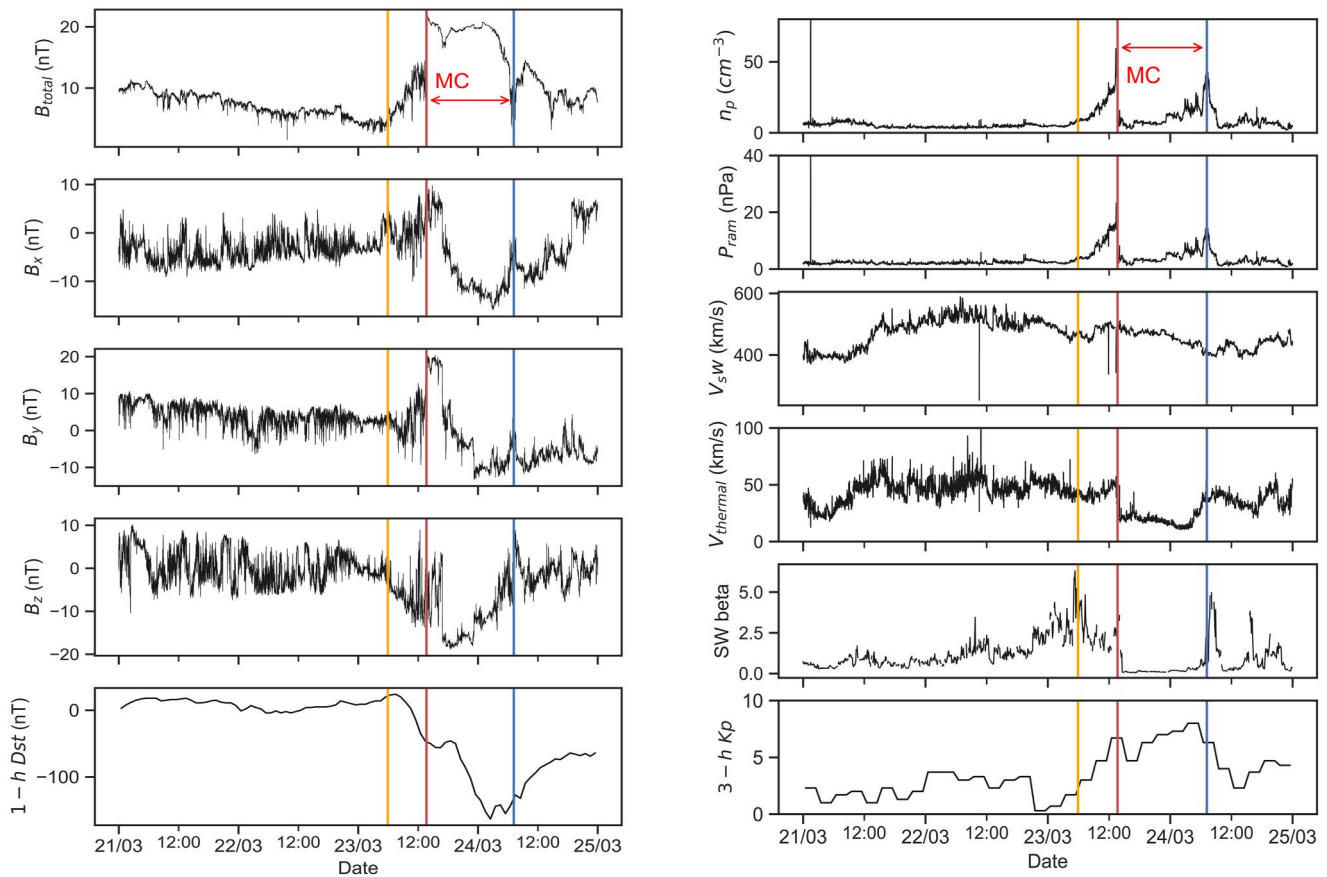 B_total (nT)
20
10
MC
B_x (nT)
10
0
−10
B_y (nT)
20
10
0
−10
B_z (nT)
10
0
−10
−20
1 − h Dst (nT)
0
−100
21/03 12:00 22/03 12:00 23/03 12:00 24/03 12:00 25/03
Date
n_p (cm^−3)
50
0
MC
P_ram (nPa)
40
20
0
V_sw (km/s)
600
400
V_thermal (km/s)
100
50
0
SW beta
5.0
2.5
0.0
3 − h Kp
10
5
0
21/03 12:00 22/03 12:00 23/03 12:00 24/03 12:00 25/03
Date